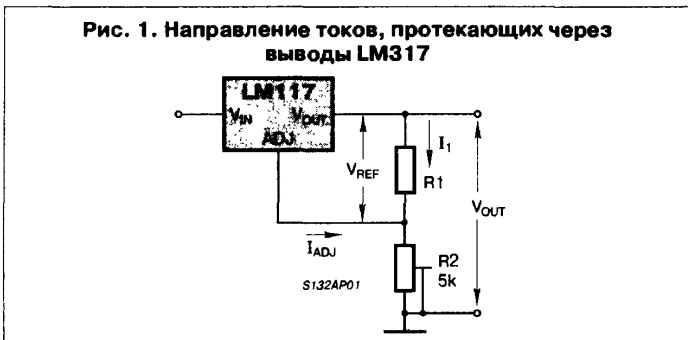 Рис. 1. Направление токов, протекающих через
выводы LM317
LM117
VIN
VOUT
ADJ
I1
VREF
R1
VOUT
IADJ
R2
5k
S132AP01